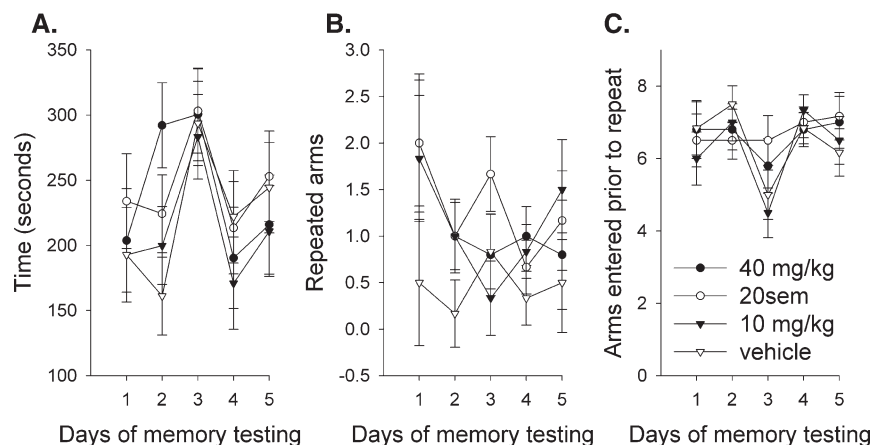 A.
Time (seconds)
350
300
250
200
150
100
1 2 3 4 5
Days of memory testing
B.
Repeated arms
3.0
2.5
2.0
1.5
1.0
0.5
0.0
-0.5
1 2 3 4 5
Days of memory testing
C.
Arms entered prior to repeat
8
6
4
2
0
40 mg/kg
20sem
10 mg/kg
vehicle
1 2 3 4 5
Days of memory testing